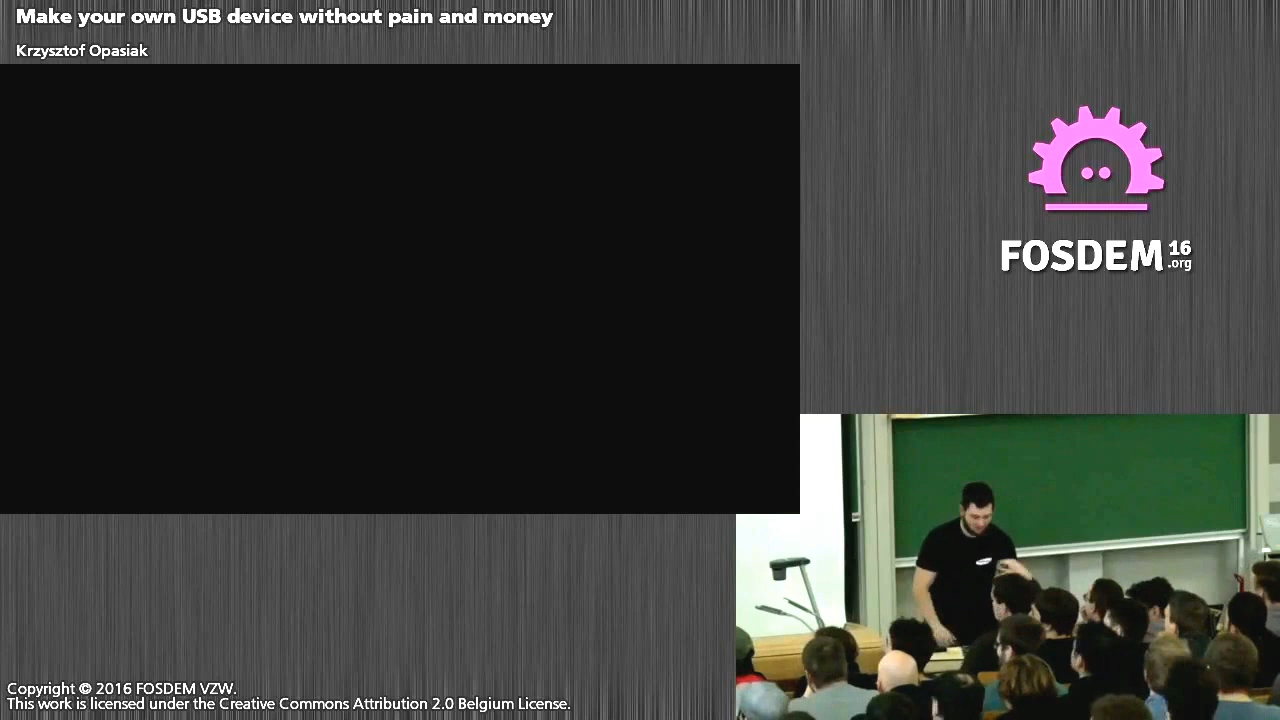 Make your own USB device without pain and money
Krzysztof Opasiak
FOSDEM 16
.org
Copyright © 2016 FOSDEM VZW.
This work is licensed under the Creative Commons Attribution 2.0 Belgium License.